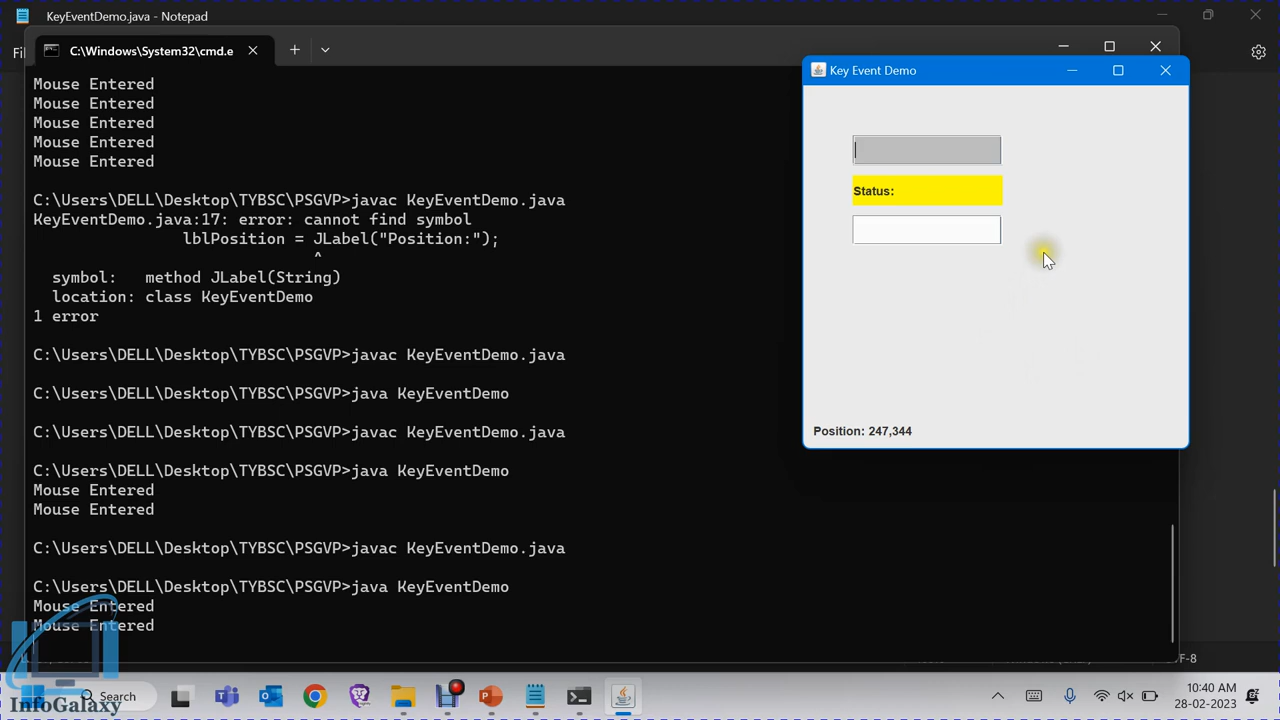 KeyEventDemo.java - Notepad
C:\Windows\System32\cmd.e
Mouse Entered
Mouse Entered
Mouse Entered
Mouse Entered
Mouse Entered
C:\Users\DELL\Desktop\TYBSC\PSGVP>javac KeyEventDemo.java
KeyEventDemo.java:17: error: cannot find symbol
lblPosition = JLabel("Position:");
^
symbol:   method JLabel(String)
location: class KeyEventDemo
1 error
C:\Users\DELL\Desktop\TYBSC\PSGVP>javac KeyEventDemo.java
C:\Users\DELL\Desktop\TYBSC\PSGVP>java KeyEventDemo
C:\Users\DELL\Desktop\TYBSC\PSGVP>javac KeyEventDemo.java
C:\Users\DELL\Desktop\TYBSC\PSGVP>java KeyEventDemo
Mouse Entered
Mouse Entered
C:\Users\DELL\Desktop\TYBSC\PSGVP>javac KeyEventDemo.java
C:\Users\DELL\Desktop\TYBSC\PSGVP>java KeyEventDemo
Mouse Entered
Mouse Entered
Key Event Demo
Status:
Position: 247,344
InfoGalaxy
Search
10:40 AM
28-02-2023